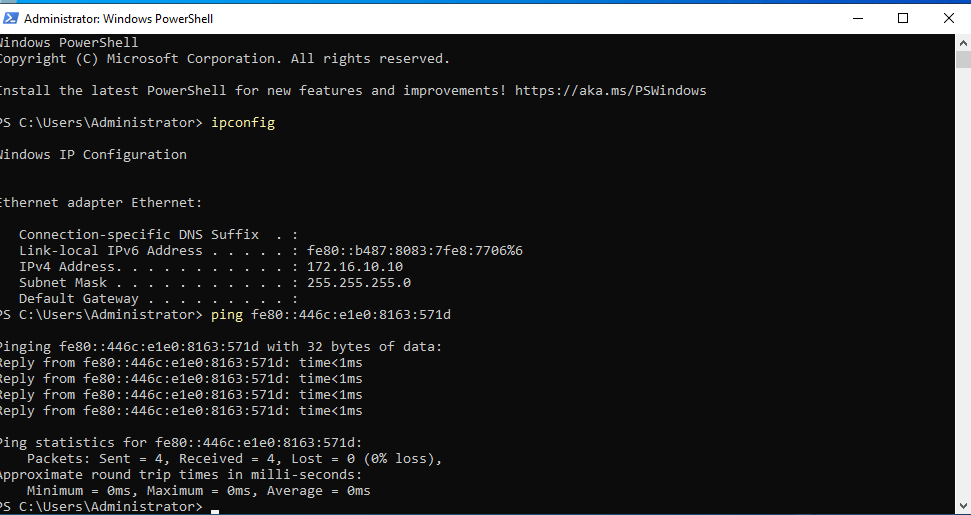 Administrator: Windows PowerShell
Windows PowerShell
Copyright (C) Microsoft Corporation. All rights reserved.
Install the latest PowerShell for new features and improvements! https://aka.ms/PSWindows
PS C:\Users\Administrator> ipconfig
Windows IP Configuration
Ethernet adapter Ethernet:
   Connection-specific DNS Suffix  . :
   Link-local IPv6 Address . . . . . : fe80::b487:8083:7fe8:7706%6
   IPv4 Address. . . . . . . . . . . : 172.16.10.10
   Subnet Mask . . . . . . . . . . . : 255.255.255.0
   Default Gateway . . . . . . . . . :
PS C:\Users\Administrator> ping fe80::446c:e1e0:8163:571d
Pinging fe80::446c:e1e0:8163:571d with 32 bytes of data:
Reply from fe80::446c:e1e0:8163:571d: time<1ms
Reply from fe80::446c:e1e0:8163:571d: time<1ms
Reply from fe80::446c:e1e0:8163:571d: time<1ms
Reply from fe80::446c:e1e0:8163:571d: time<1ms
Ping statistics for fe80::446c:e1e0:8163:571d:
    Packets: Sent = 4, Received = 4, Lost = 0 (0% loss),
Approximate round trip times in milli-seconds:
    Minimum = 0ms, Maximum = 0ms, Average = 0ms
PS C:\Users\Administrator>